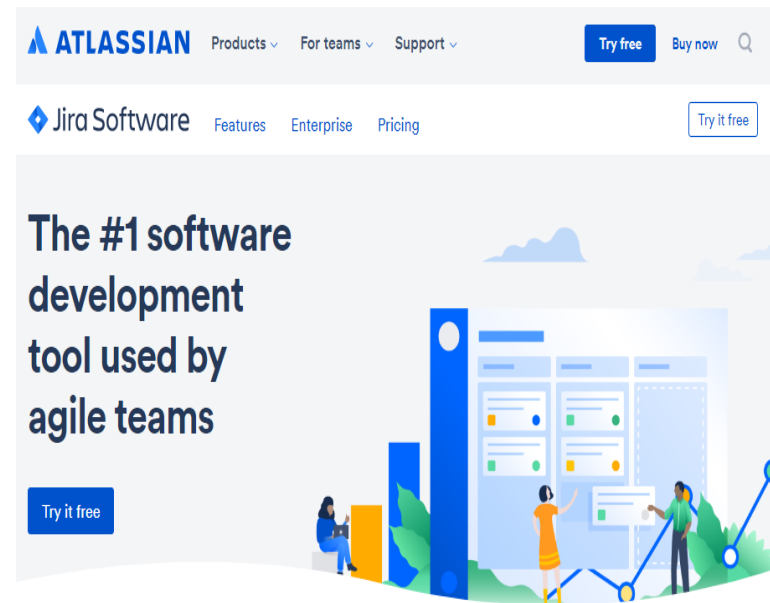 ATLASSIAN Products For teams Support Try free Buy now
Jira Software Features Enterprise Pricing Try it free
The #1 software
development
tool used by
agile teams
Try it free